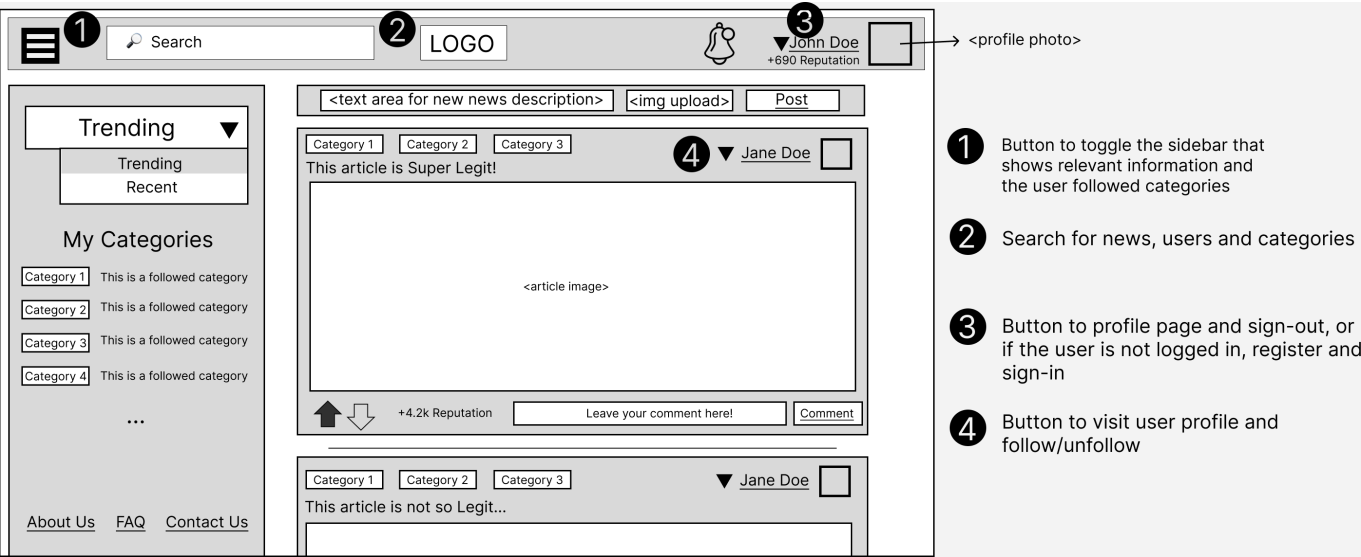 1
Search
2
LOGO
3
John Doe
+690 Reputation
<profile photo>
Trending
Trending
Recent
My Categories
Category 1 This is a followed category
Category 2 This is a followed category
Category 3 This is a followed category
Category 4 This is a followed category
...
About Us FAQ Contact Us
<text area for new news description> <img upload> Post
Category 1 Category 2 Category 3
4 Jane Doe
This article is Super Legit!
<article image>
+4.2k Reputation Leave your comment here! Comment
Category 1 Category 2 Category 3
Jane Doe
This article is not so Legit...
1 Button to toggle the sidebar that
shows relevant information and
the user followed categories
2 Search for news, users and categories
3 Button to profile page and sign-out, or
if the user is not logged in, register and
sign-in
4 Button to visit user profile and
follow/unfollow